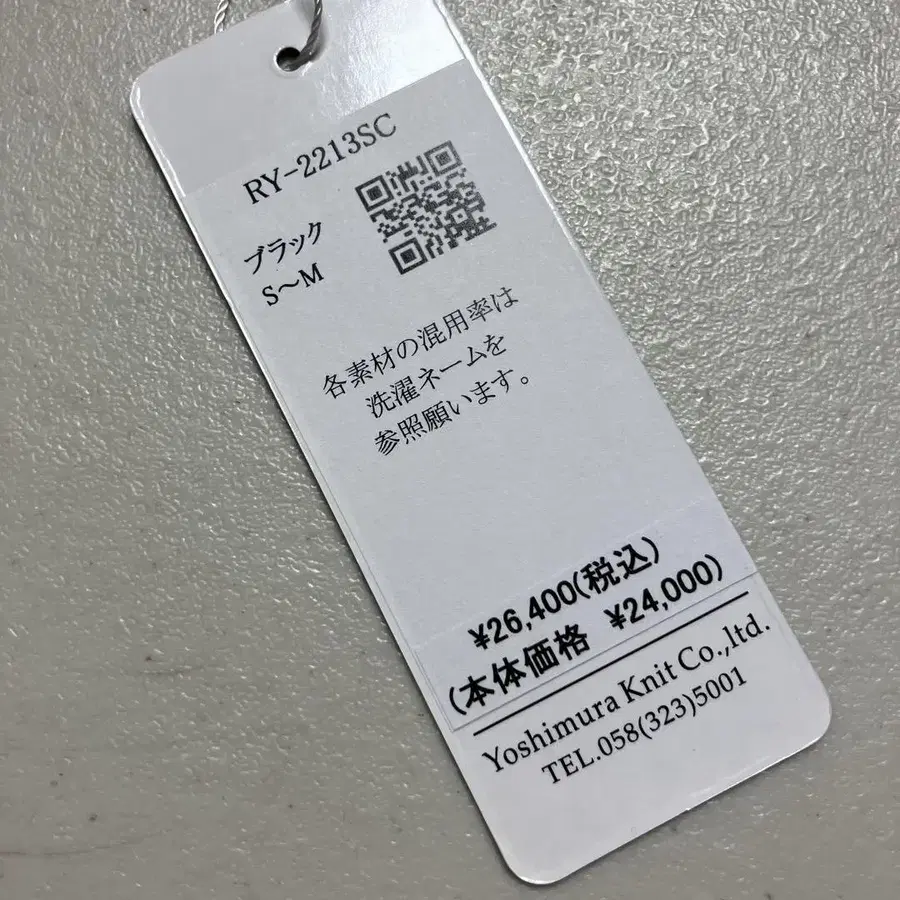 RY-2213SC
ブラック
S～M
各素材の混用率は
洗濯ネームを
参照願います。
¥26,400(税込)
(本体価格 ¥24,000)
Yoshimura Knit Co.,ltd.
TEL.058(323)5001